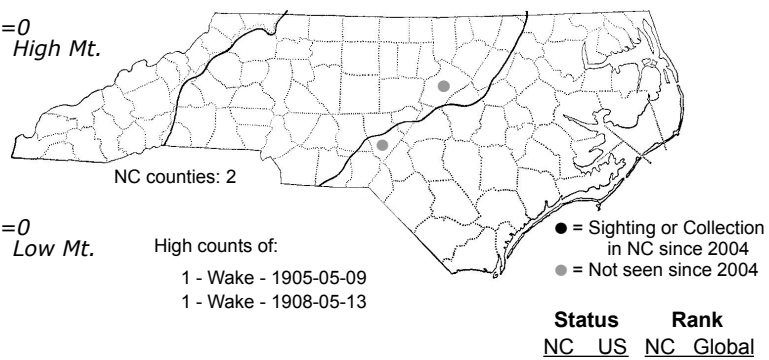 =0
High Mt.
NC counties: 2
=0
Low Mt.
High counts of:
1 - Wake - 1905-05-09
1 - Wake - 1908-05-13
● = Sighting or Collection
in NC since 2004
● = Not seen since 2004
Status Rank
NC US NC Global